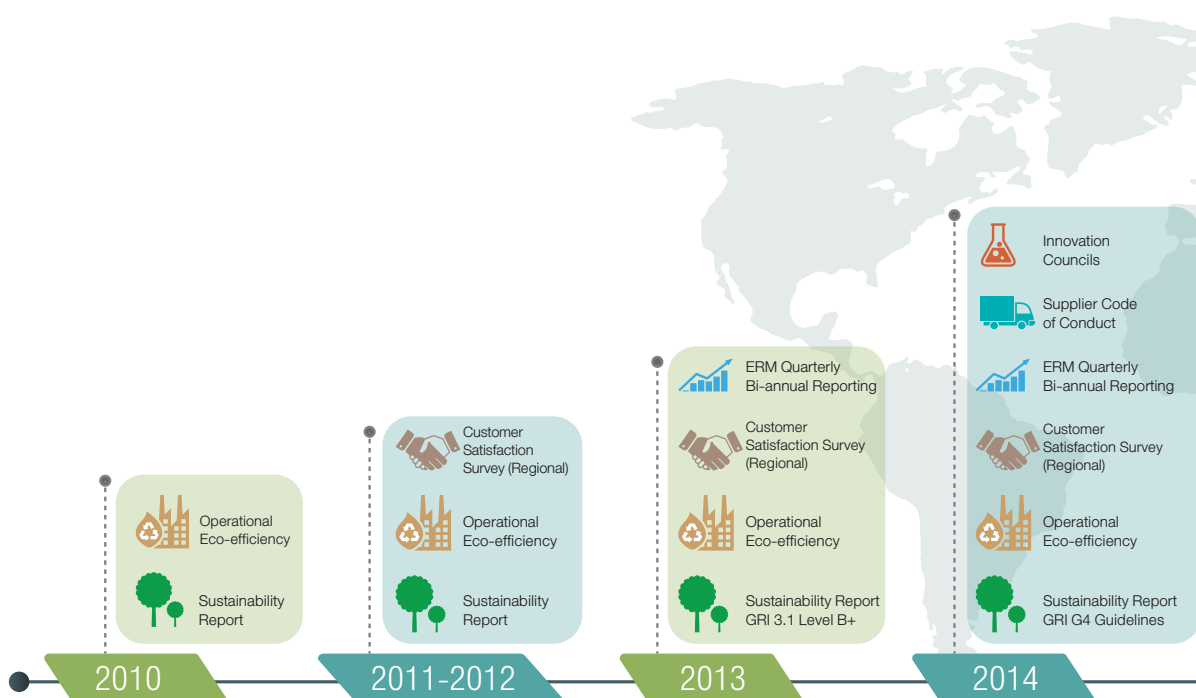 Operational
Eco-efficiency
Sustainability
Report
2010
Customer
Satisfaction
Survey (Regional)
Operational
Eco-efficiency
Sustainability
Report
2011-2012
ERM Quarterly
Bi-annual Reporting
Customer
Satisfaction Survey
(Regional)
Operational
Eco-efficiency
Sustainability Report
GRI 3.1 Level B+
2013
Innovation
Councils
Supplier Code
of Conduct
ERM Quarterly
Bi-annual Reporting
Customer
Satisfaction Survey
(Regional)
Operational
Eco-efficiency
Sustainability Report
GRI G4 Guidelines
2014